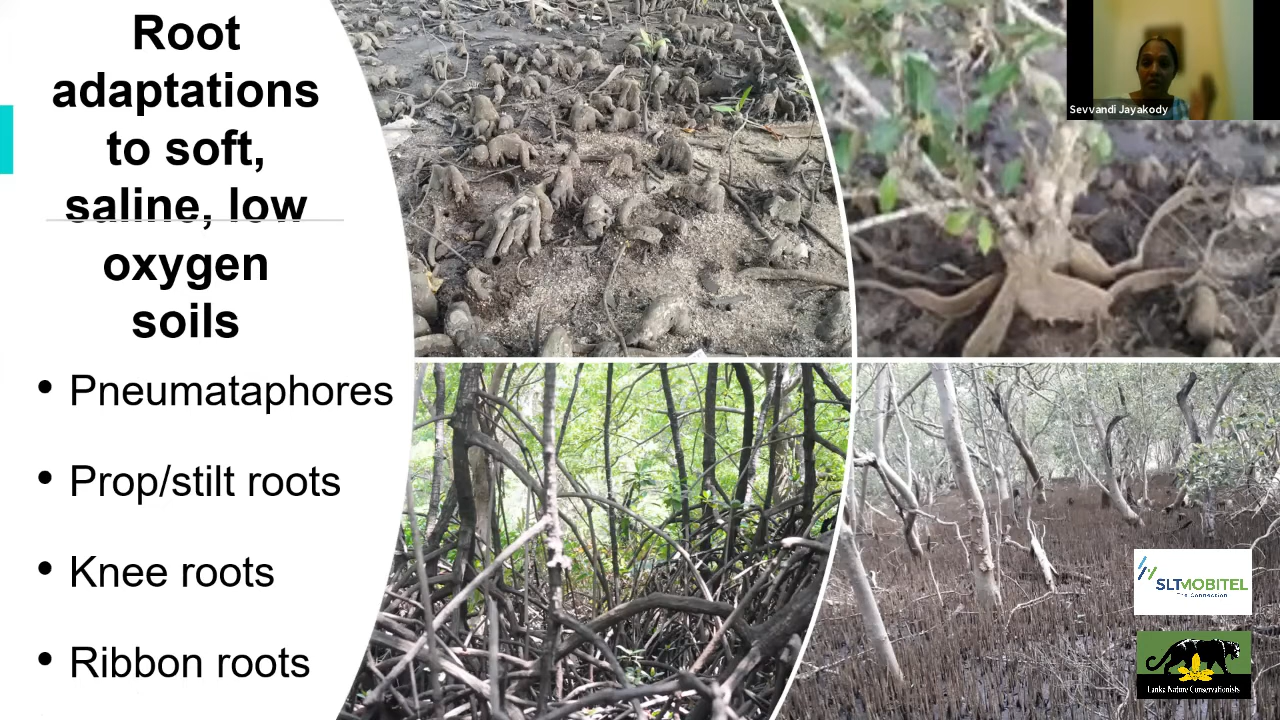 Root
adaptations
to soft,
saline, low
oxygen
soils
• Pneumataphores
• Prop/stilt roots
• Knee roots
• Ribbon roots
Sevvandi Jayakody
SLTMOBITEL
The Connection
Lanka Nature Conservationists